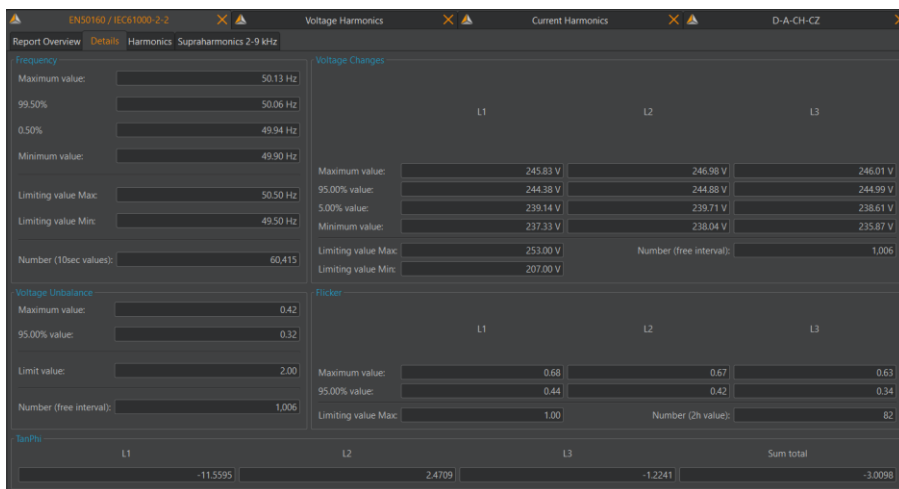 EN50160 / IEC61000-2-2 Voltage Harmonics Current Harmonics D-A-CH-CZ
Report Overview Details Harmonics Supraharmonics 2-9 kHz
Frequency
Maximum value: 50.13 Hz
99.50% 50.06 Hz
0.50% 49.94 Hz
Minimum value: 49.90 Hz
Limiting value Max: 50.50 Hz
Limiting value Min: 49.50 Hz
Number (10sec values): 60,415
Voltage Changes
L1 L2 L3
Maximum value: 245.83 V 246.98 V 246.01 V
95.00% value: 244.38 V 244.88 V 244.99 V
5.00% value: 239.14 V 239.71 V 238.61 V
Minimum value: 237.33 V 238.04 V 235.87 V
Limiting value Max: 253.00 V Number (free interval): 1,006
Limiting value Min: 207.00 V
Voltage Unbalance
Maximum value: 0.42
95.00% value: 0.32
Limit value: 2.00
Number (free interval): 1,006
Flicker
L1 L2 L3
Maximum value: 0.68 0.67 0.63
95.00% value: 0.44 0.42 0.34
Limiting value Max: 1.00 Number (2h value): 82
TanPhi
L1 L2 L3 Sum total
-11.5595 2.4709 -1.2241 -3.0098